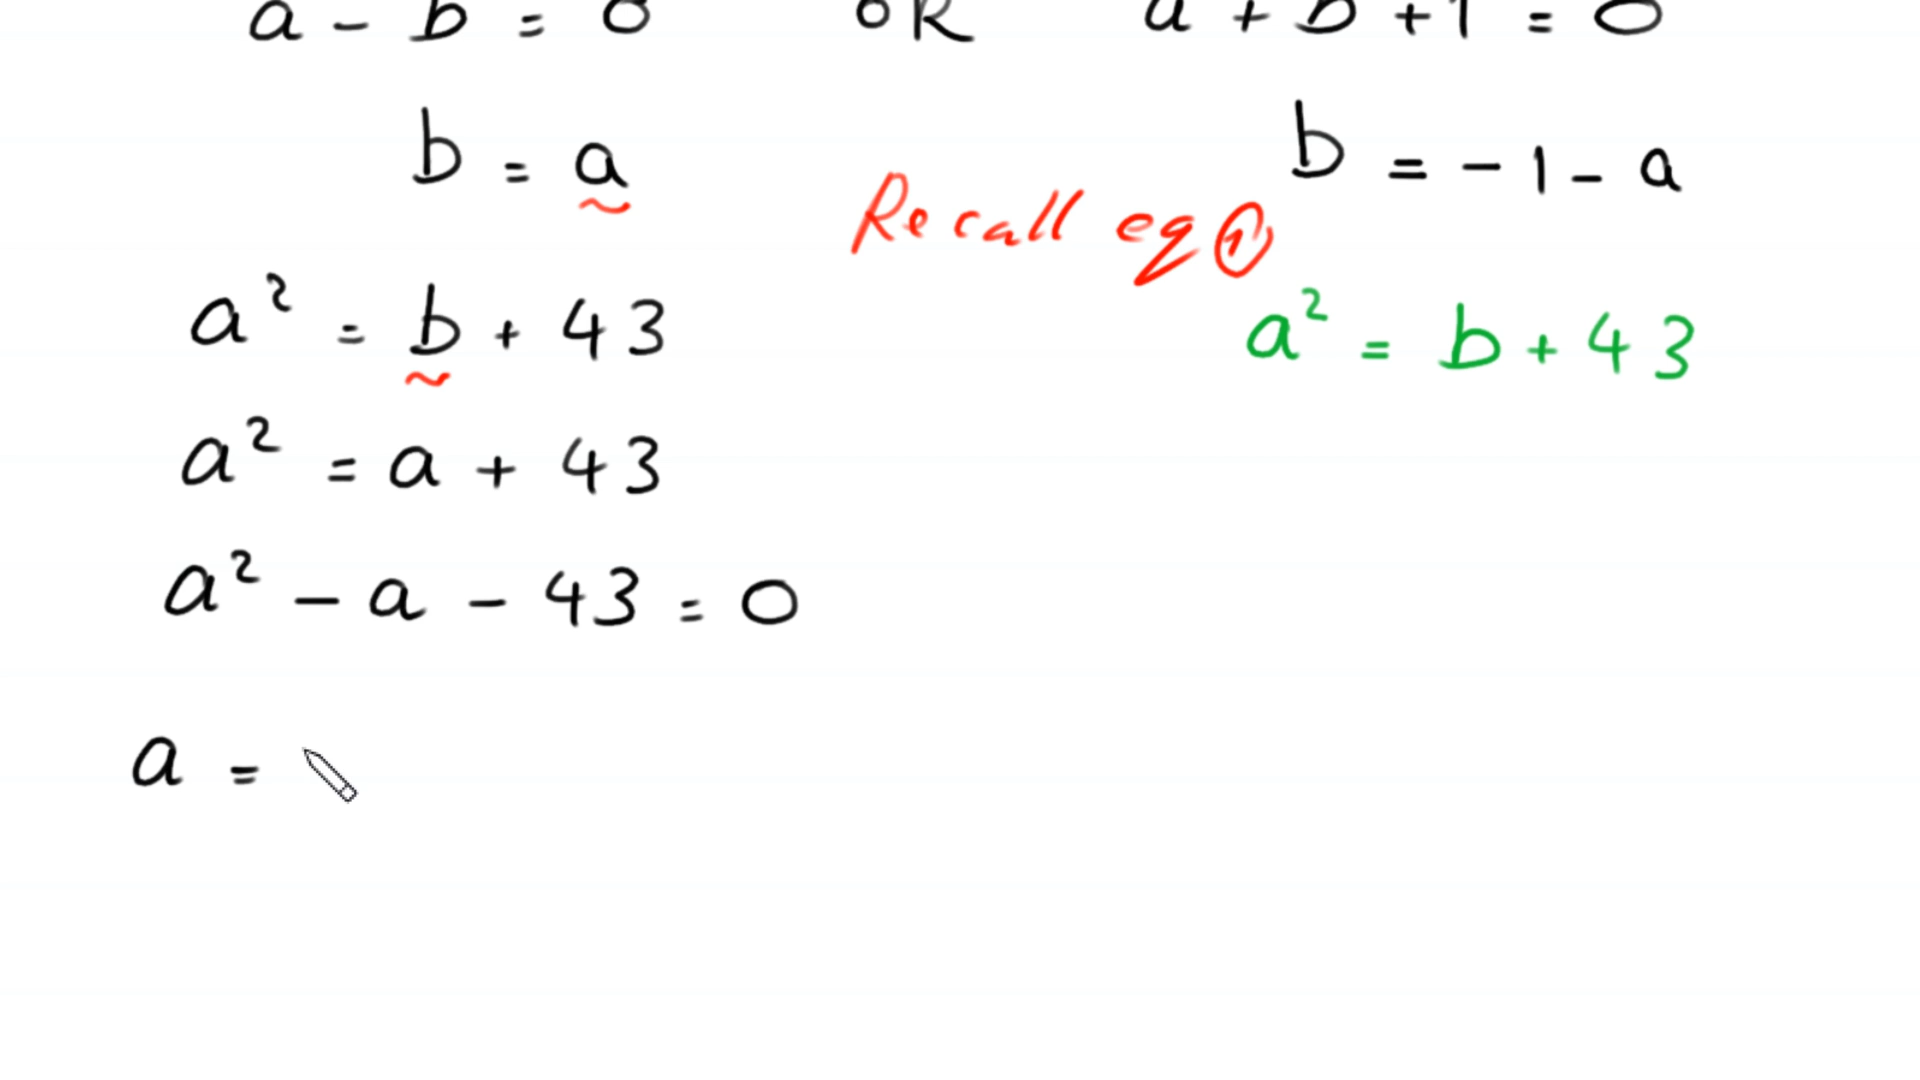 a - b = 0 OR a + b + 1 = 0
b = a b = - 1 - a
Recall eq ①
a² = b + 43 a² = b + 43
a² = a + 43
a² - a - 43 = 0
a =